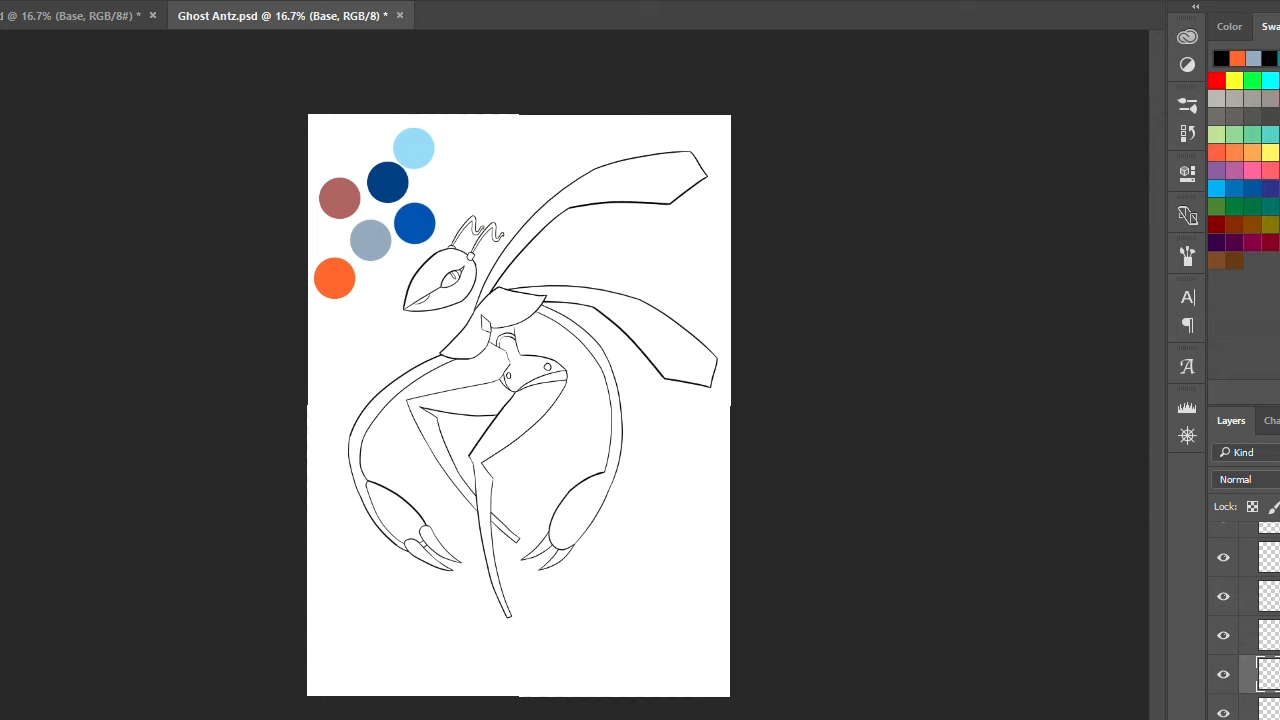 d @ 16.7% (Base, RGB/8#) * ×
Ghost Antz.psd @ 16.7% (Base, RGB/8) * ×
Color
Swa
Layers
Cha
Kind
Normal
Lock: